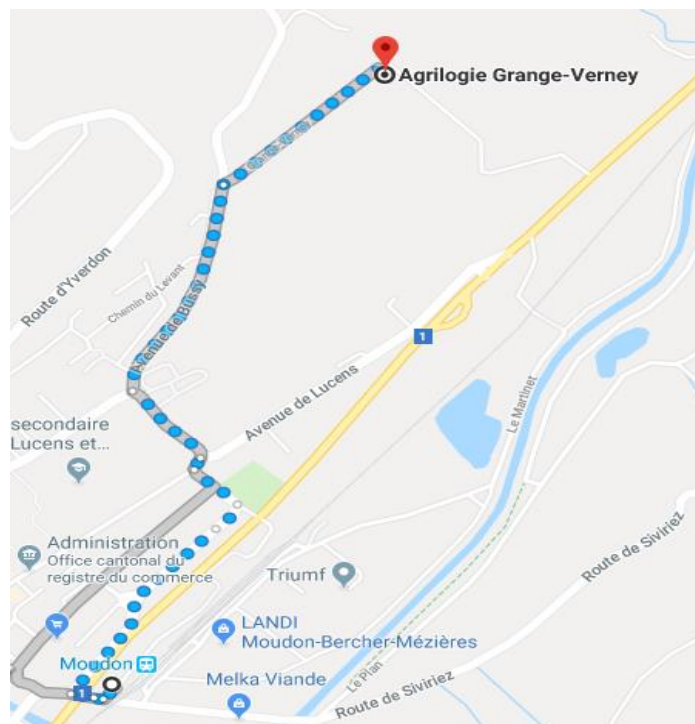 Agrilogie Grange-Verney
Route d'Yverdon
Chemin du Levant
Avenue de Bussy
1
Avenue de Lucens
Le Martinet
secondaire
Lucens et...
Administration
Office cantonal du
registre du commerce
Triumf
Route de Siviriez
LANDI
Moudon-Bercher-Mézières
Le Plan
Moudon
1
Melka Viande
Route de Siviriez